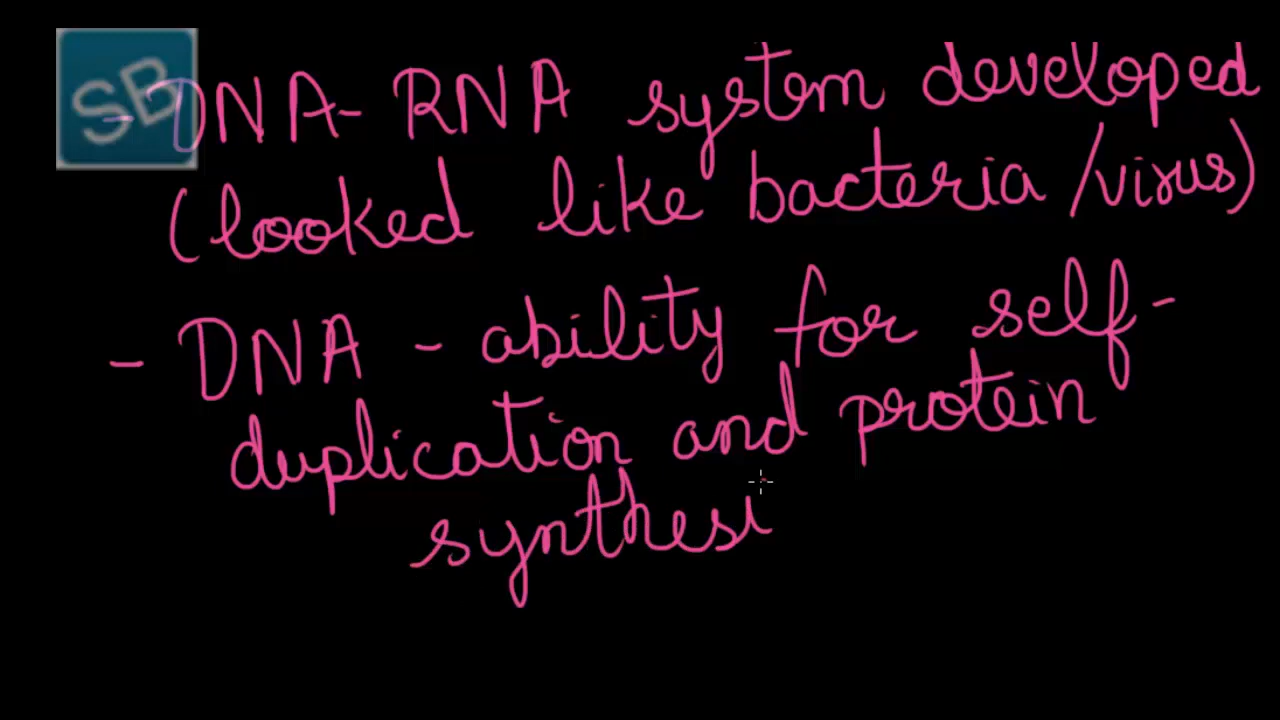 SB
- DNA-RNA system developed
(looked like bacteria /virus)
- DNA - ability for self-
duplication and protein
synthesi